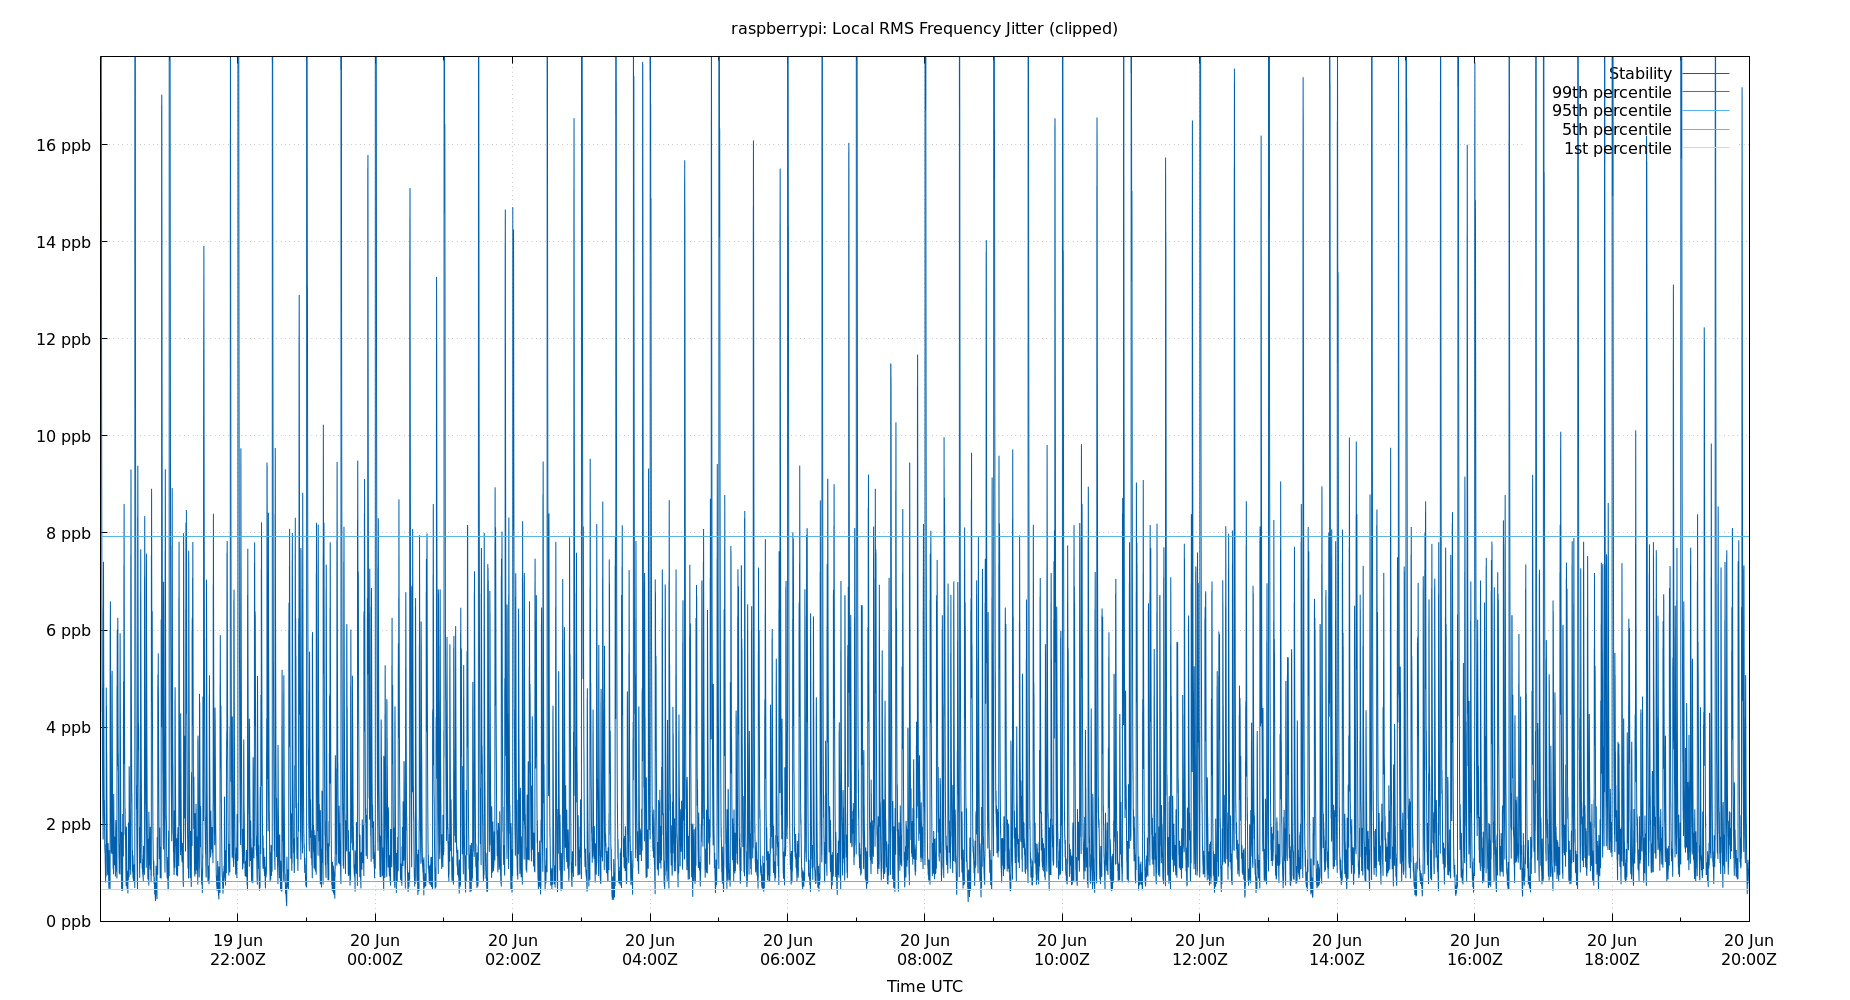 raspberrypi: Local RMS Frequency Jitter (clipped)
Stability
99th percentile
95th percentile
5th percentile
1st percentile
16 ppb
14 ppb
12 ppb
10 ppb
8 ppb
6 ppb
4 ppb
2 ppb
0 ppb
19 Jun 20 Jun 20 Jun 20 Jun 20 Jun 20 Jun 20 Jun 20 Jun 20 Jun 20 Jun 20 Jun 20 Jun
22:00Z 00:00Z 02:00Z 04:00Z 06:00Z 08:00Z 10:00Z 12:00Z 14:00Z 16:00Z 18:00Z 20:00Z
Time UTC